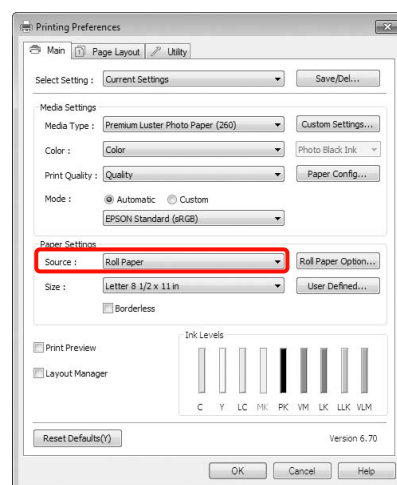 Printing Preferences
Main Page Layout Utility
Select Setting : Current Settings Save/Del...
Media Settings
Media Type : Premium Luster Photo Paper (260) Custom Settings...
Color : Color Photo Black Ink
Print Quality : Quality Paper Config...
Mode : Automatic Custom
EPSON Standard (sRGB)
Paper Settings
Source : Roll Paper Roll Paper Option...
Size : Letter 8 1/2 x 11 in User Defined...
Borderless
Ink Levels
Print Preview
Layout Manager
C Y LC MK PK VM LK LLK VLM
Reset Defaults(Y) Version 6.70
OK Cancel Help